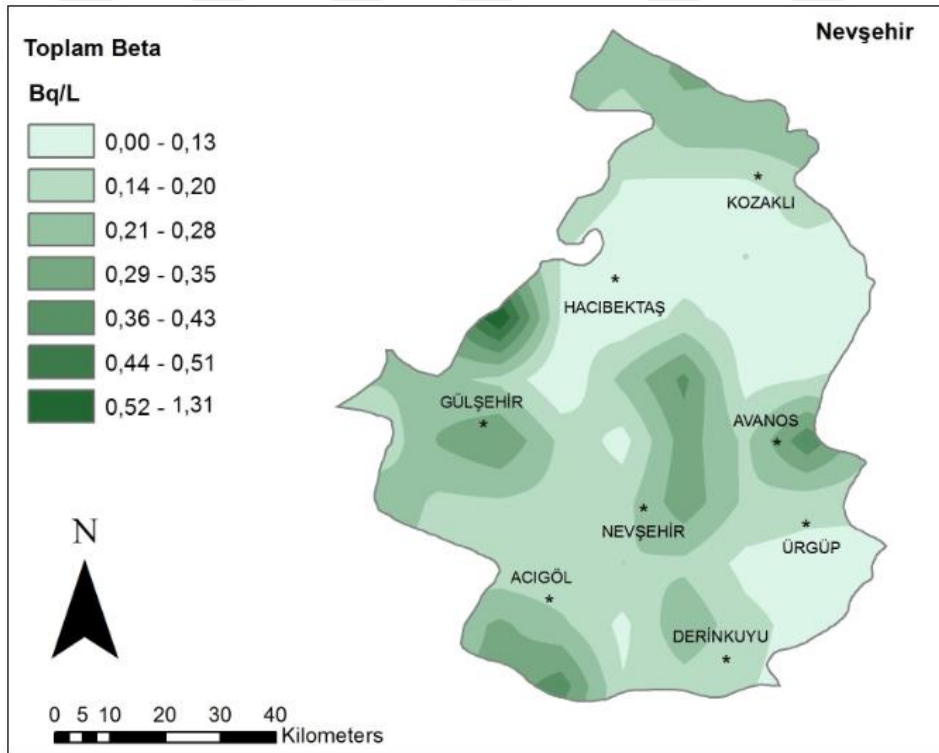 Toplam Beta
Nevşehir
Bq/L
0,00 - 0,13
0,14 - 0,20
0,21 - 0,28
0,29 - 0,35
0,36 - 0,43
0,44 - 0,51
0,52 - 1,31
KOZAKLI
HACIBEKTAŞ
GÜLŞEHİR
AVANOS
NEVŞEHİR
ÜRGÜP
ACIGÖL
DERİNKUYU
N
0 5 10 20 30 40
Kilometers